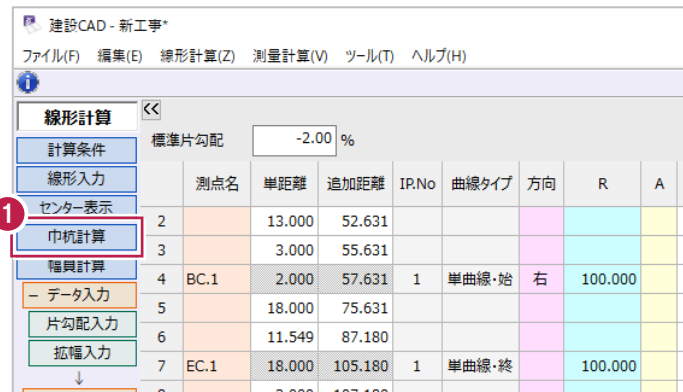 建設CAD - 新工事*
ファイル(F) 編集(E) 線形計算(Z) 測量計算(V) ツール(T) ヘルプ(H)
線形計算
<<
標準片勾配 -2.00 %
計算条件
線形入力
測点名 単距離 追加距離 IP.No 曲線タイプ 方向 R A
センター表示
1
巾杭計算
幅員計算
− データ入力
片勾配入力
拡幅入力
↓
2 13.000 52.631
3 3.000 55.631
4 BC.1 2.000 57.631 1 単曲線・始 右 100.000
5 18.000 75.631
6 11.549 87.180
7 EC.1 18.000 105.180 1 単曲線・終 100.000